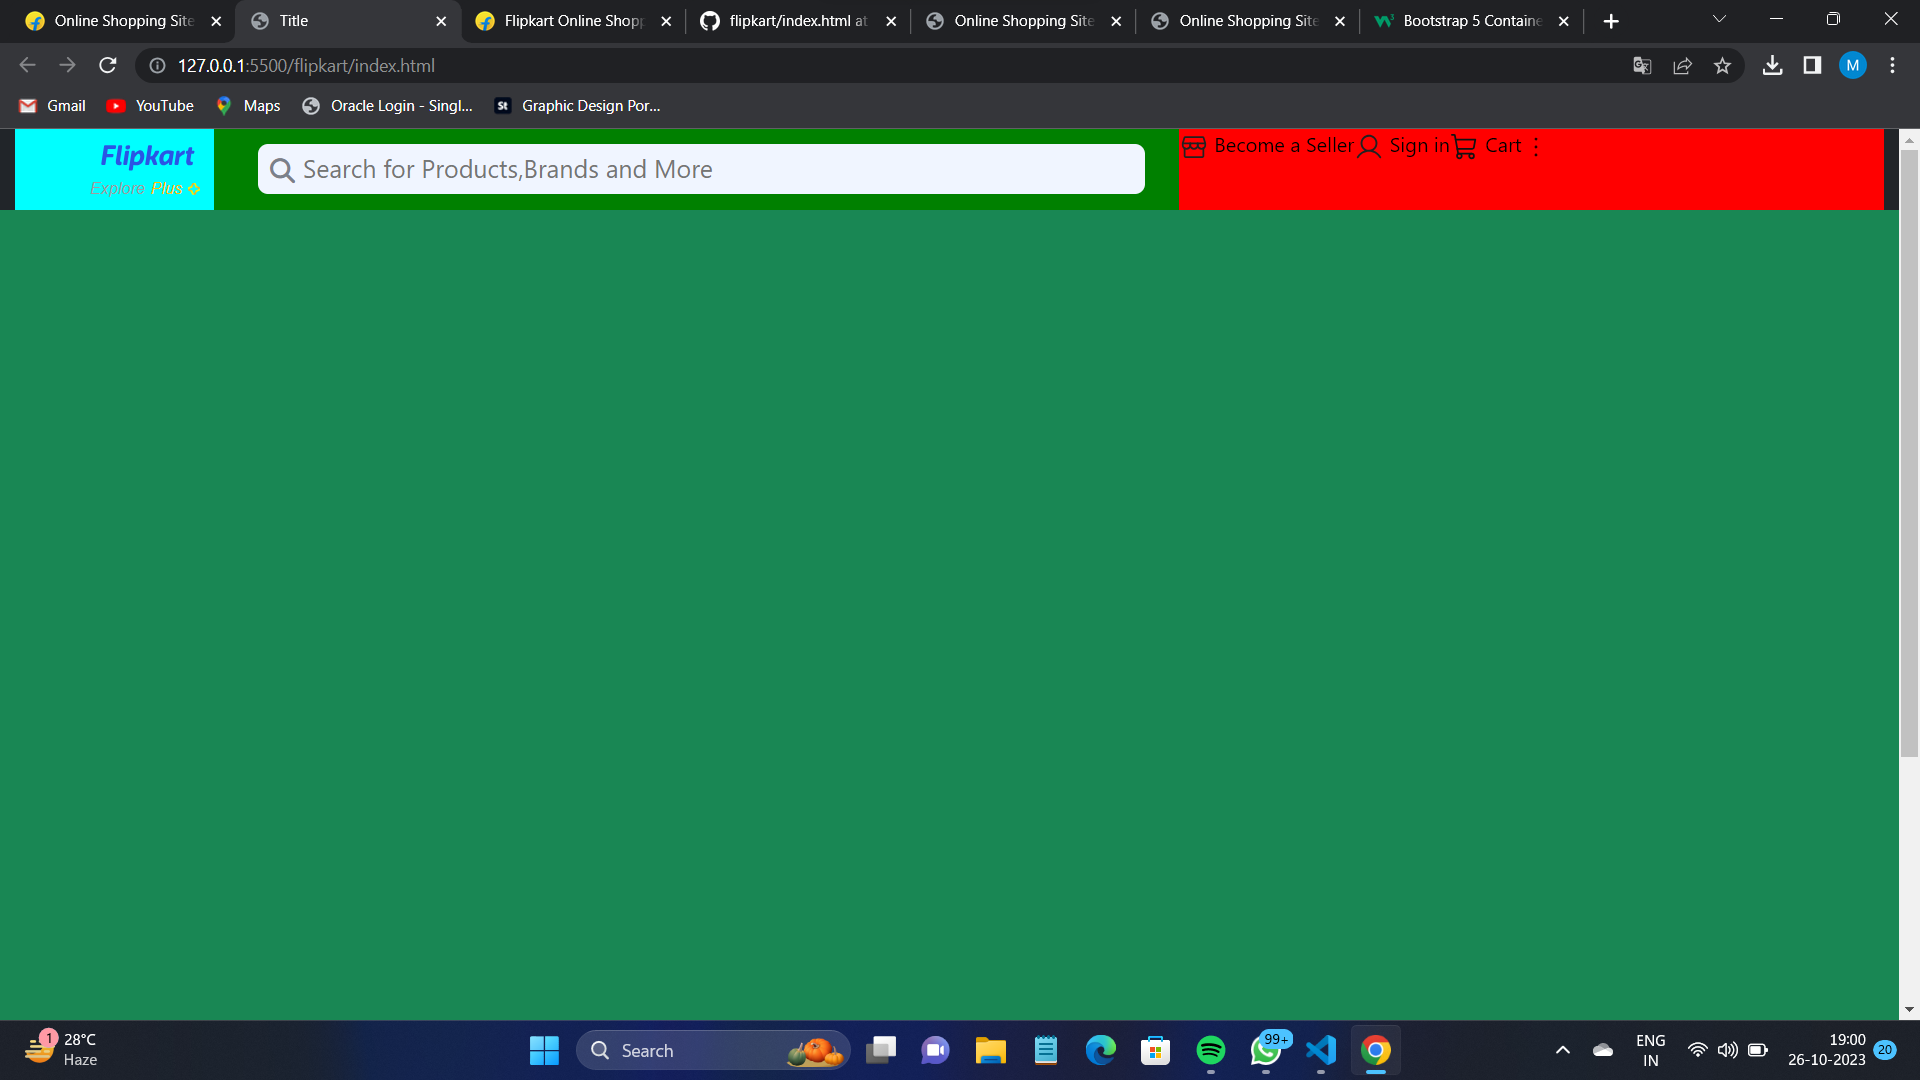 Online Shopping Site
Title
Flipkart Online Shopp
flipkart/index.html at
Online Shopping Site
Online Shopping Site
Bootstrap 5 Containe
127.0.0.1:5500/flipkart/index.html
M
Gmail
YouTube
Maps
Oracle Login - Singl...
St
Graphic Design Por...
Flipkart
Explore Plus
Search for Products,Brands and More
Become a Seller
Sign in
Cart
1
28°C
Haze
Search
99+
ENG
IN
19:00
26-10-2023
20